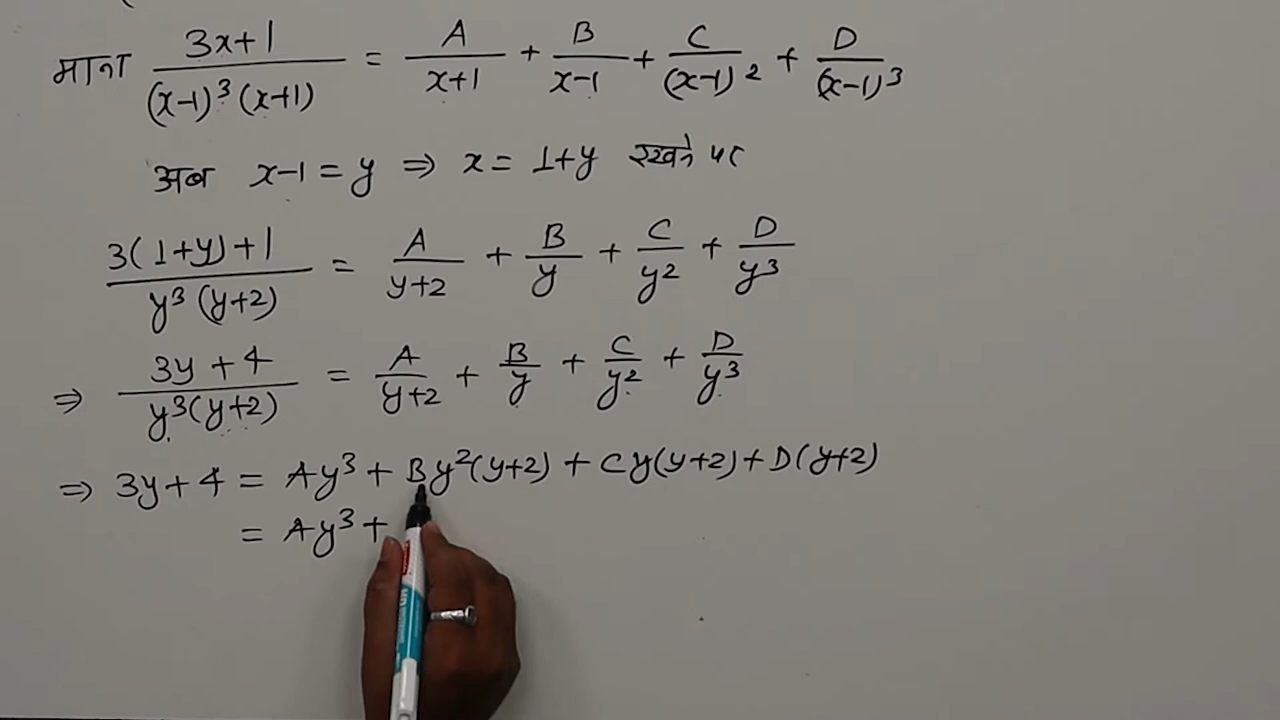 माना (3x+1)/((x-1)³(x+1)) = A/(x+1) + B/(x-1) + C/(x-1)² + D/(x-1)³
अब x-1 = y ⇒ x = 1+y रखने पर
(3(1+y)+1)/(y³(y+2)) = A/(y+2) + B/y + C/y² + D/y³
⇒ (3y+4)/(y³(y+2)) = A/(y+2) + B/y + C/y² + D/y³
⇒ 3y+4 = Ay³ + By²(y+2) + Cy(y+2) + D(y+2)
= Ay³ +